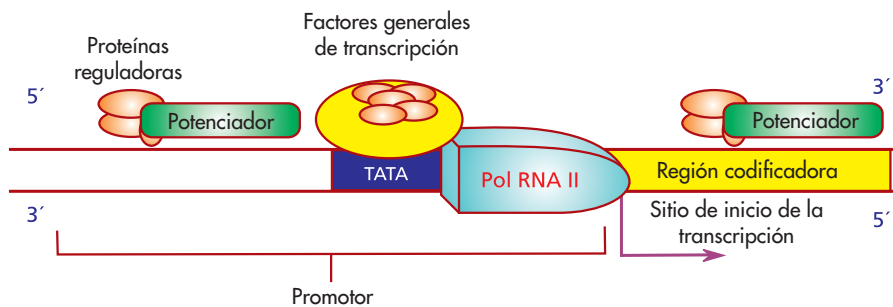 Factores generales
de transcripción
Proteínas
reguladoras
5´
3´
Potenciador
Potenciador
TATA
Pol RNA II
Región codificadora
3´
5´
Sitio de inicio de la
transcripción
Promotor